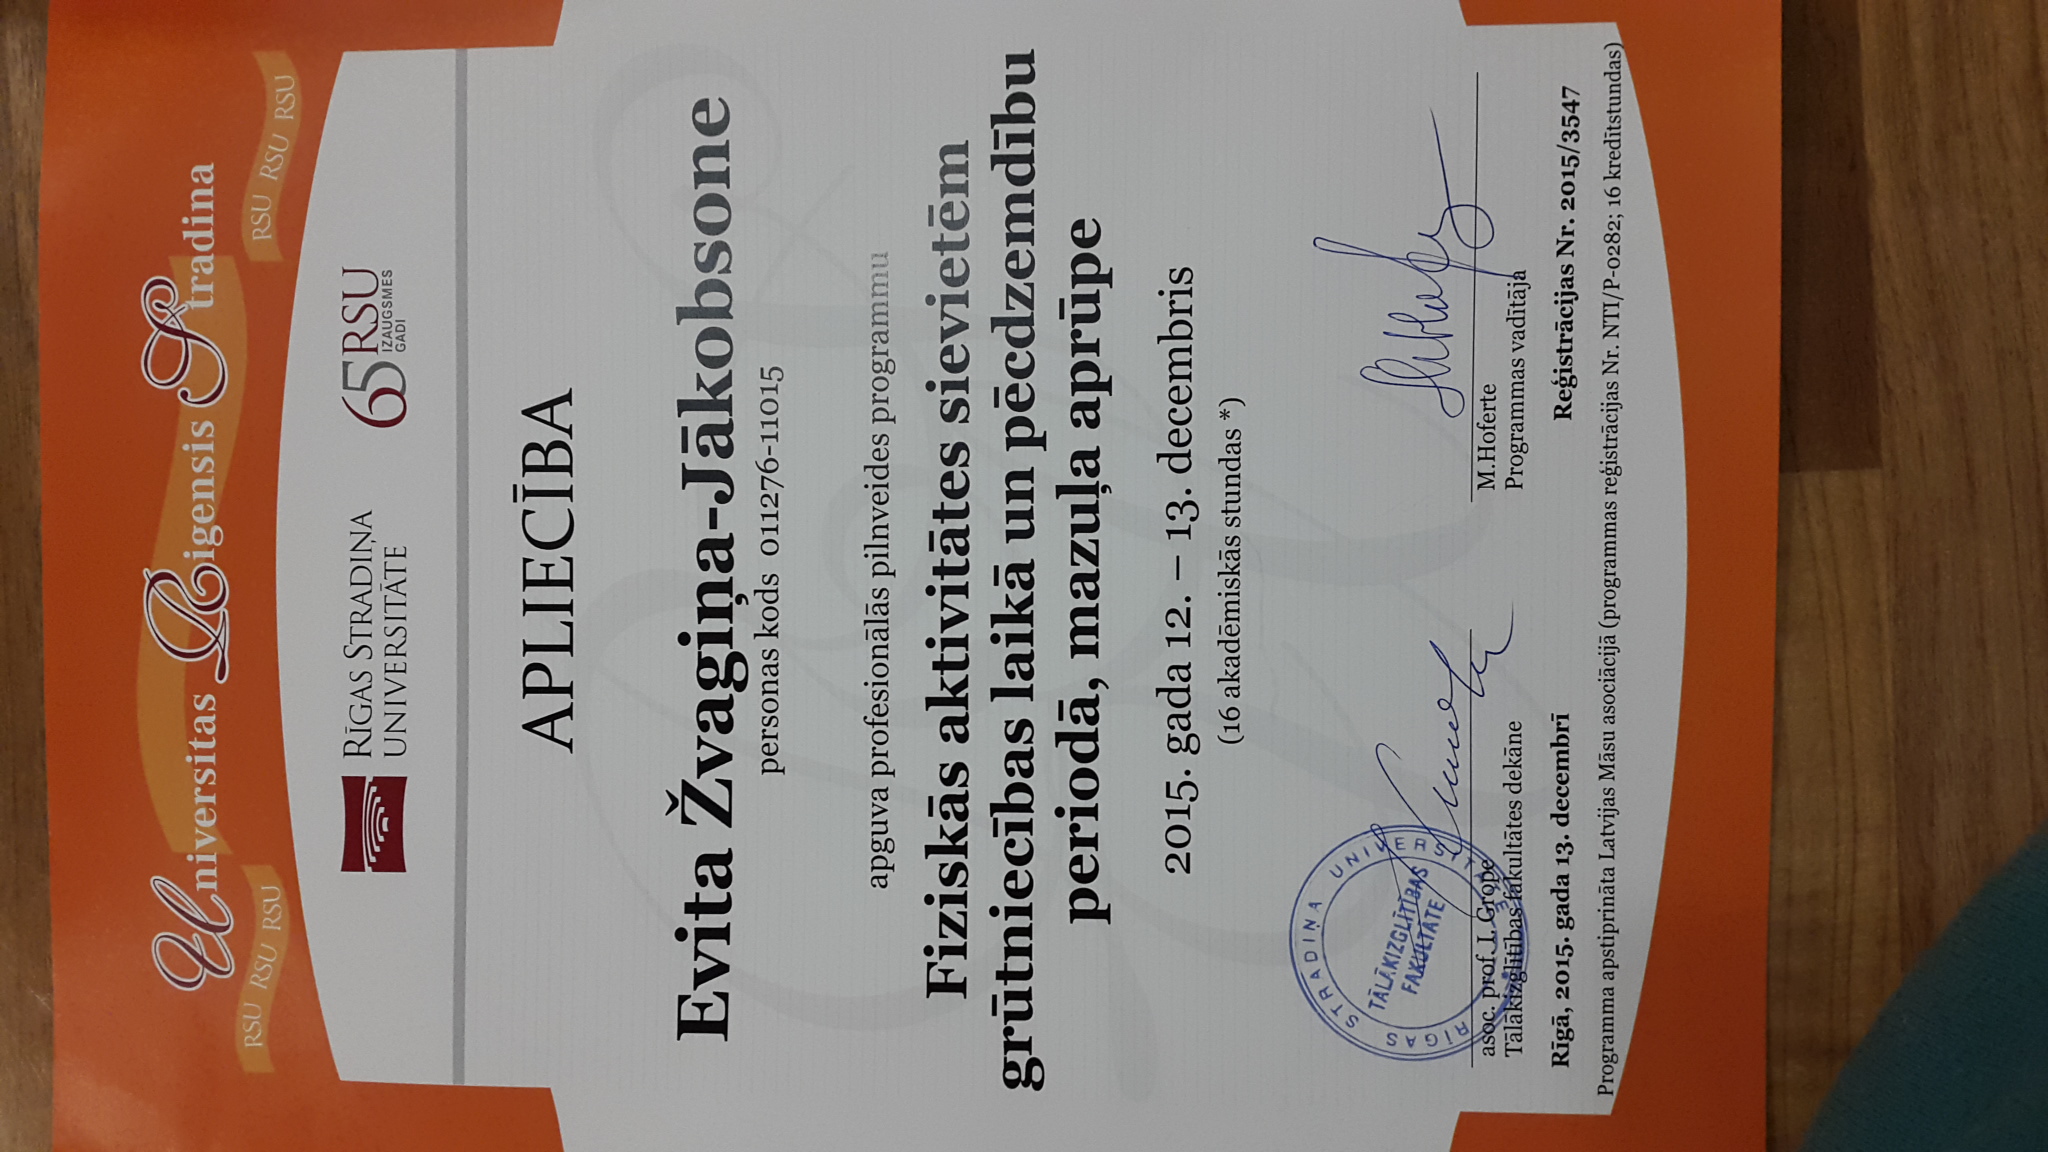 Universitas Rigensis Stradina
RSU RSU RSU
RSU RSU RSU
RĪGAS STRADIŅA
UNIVERSITĀTE
65 RSU
IZAUGSMES
GADI
APLIECĪBA
Evita Žvagiņa-Jākobsone
personas kods 011276-11015
apguva profesionālās pilnveides programmu
Fiziskās aktivitātes sievietēm
grūtniecības laikā un pēcdzemdību
periodā, mazuļa aprūpe
2015. gada 12. – 13. decembris
(16 akadēmiskās stundas *)
RĪGAS STRADIŅA UNIVERSITĀTE
TĀLĀKIZGLĪTĪBAS
FAKULTĀTE
asoc. prof. I. Grope
Tālākizglītības fakultātes dekāne
M.Hoferte
Programmas vadītāja
Rīgā, 2015. gada 13. decembrī
Reģistrācijas Nr. 2015/3547
Programma apstiprināta Latvijas Māsu asociācijā (programmas reģistrācijas Nr. NTI/P-0282; 16 kredītstundas)